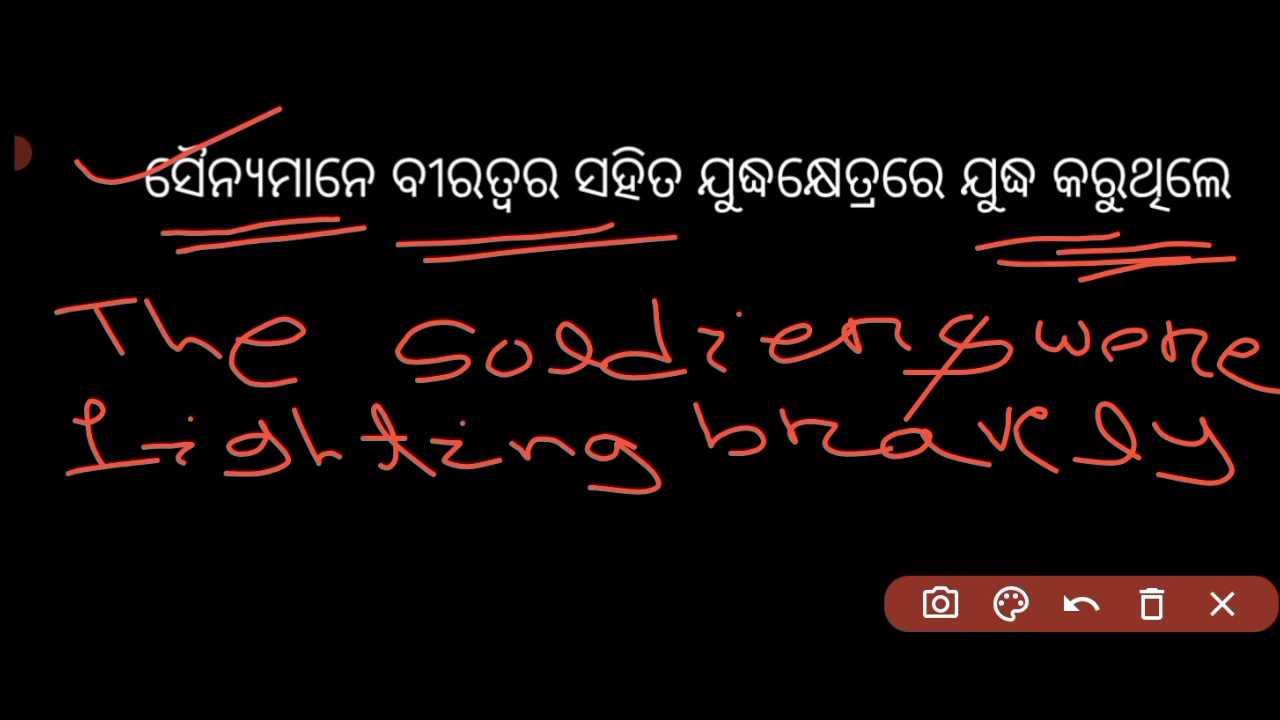 ସୈନ୍ୟମାନେ ବୀରତ୍ୱର ସହିତ ଯୁଦ୍ଧକ୍ଷେତ୍ରରେ ଯୁଦ୍ଧ କରୁଥିଲେ
The soldiers were
fighting bravely